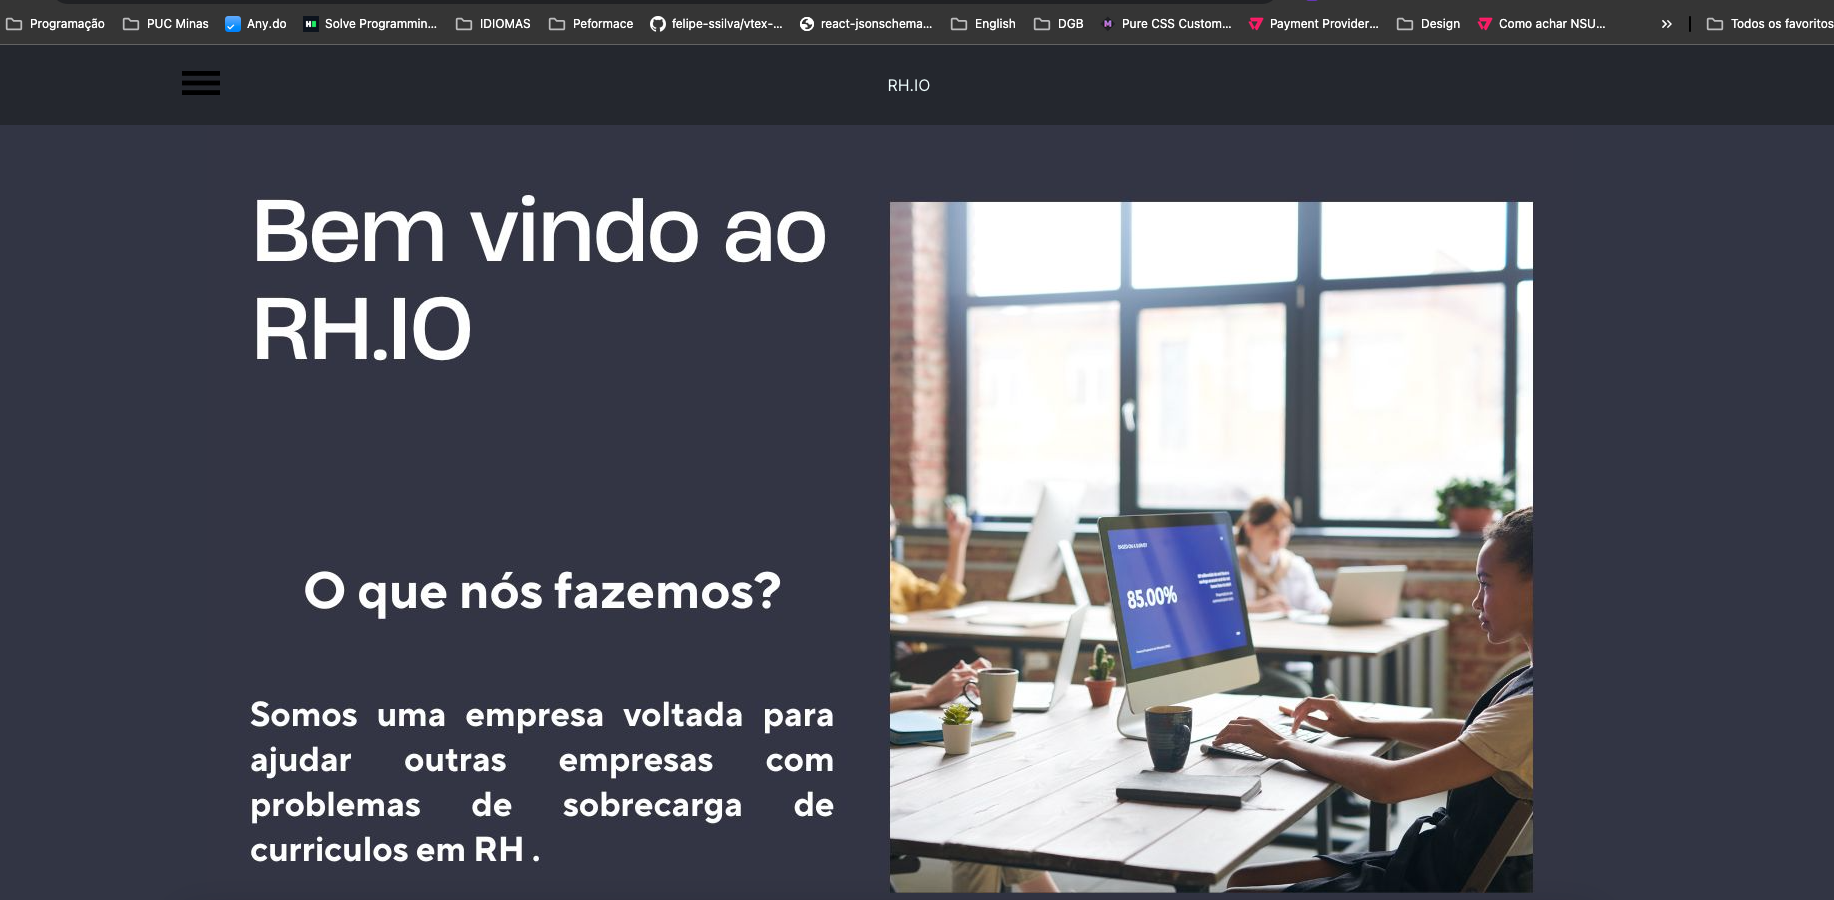 Programação PUC Minas Any.do Solve Programmin... IDIOMAS Peformace felipe-ssilva/vtex-... react-jsonschema... English DGB Pure CSS Custom... Payment Provider... Design Como achar NSU... » Todos os favoritos
RH.IO
Bem vindo ao
RH.IO
O que nós fazemos?
Somos uma empresa voltada para
ajudar outras empresas com
problemas de sobrecarga de
curriculos em RH .
85.00%